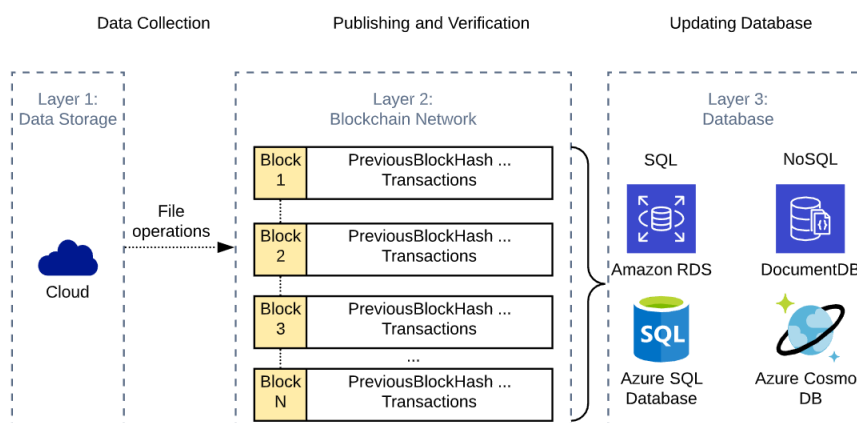 Data Collection
Publishing and Verification
Updating Database
Layer 1:
Data Storage
Layer 2:
Blockchain Network
Layer 3:
Database
File
operations
Cloud
Block
1
PreviousBlockHash ...
Transactions
Block
2
PreviousBlockHash ...
Transactions
Block
3
PreviousBlockHash ...
Transactions
...
Block
N
PreviousBlockHash ...
Transactions
SQL
NoSQL
Amazon RDS
DocumentDB
SQL
Azure SQL
Database
Azure Cosmo
DB